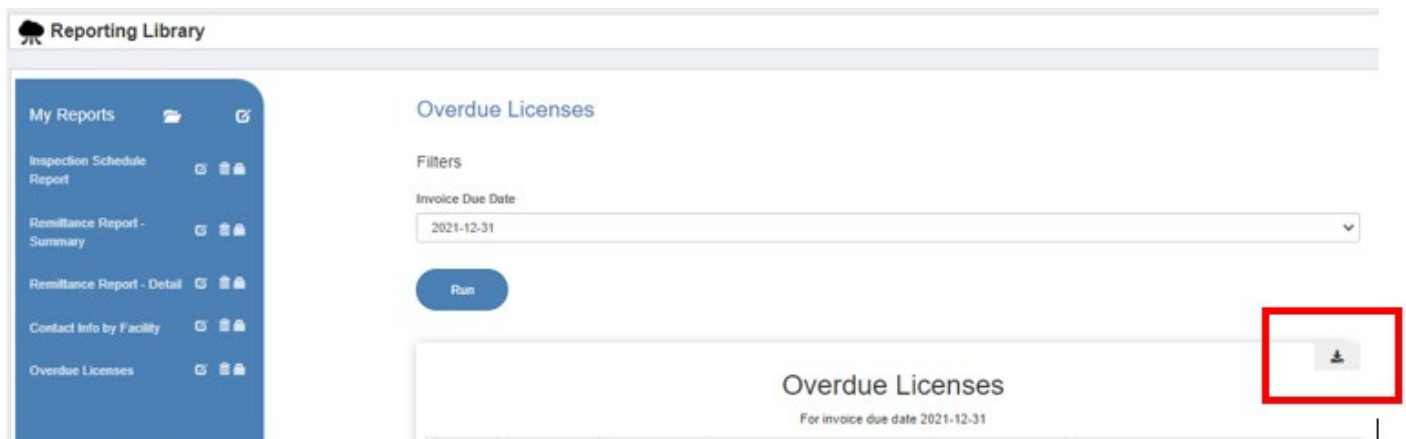 Reporting Library
My Reports
Inspection Schedule
Report
Remittance Report -
Summary
Remittance Report - Detail
Contact Info by Facility
Overdue Licenses
Overdue Licenses
Filters
Invoice Due Date
2021-12-31
Run
Overdue Licenses
For invoice due date 2021-12-31